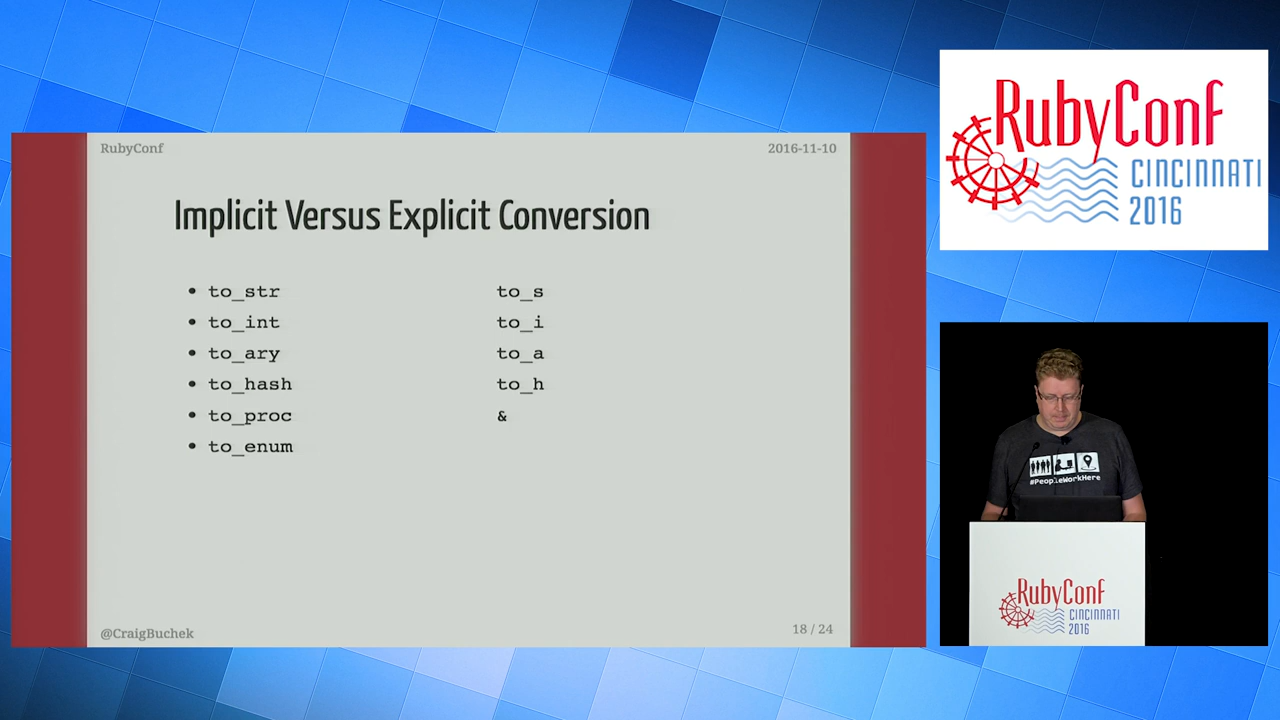 RubyConf 2016-11-10
Implicit Versus Explicit Conversion
• to_str to_s
• to_int to_i
• to_ary to_a
• to_hash to_h
• to_proc &
• to_enum
@CraigBuchek 18 / 24
RubyConf
CINCINNATI
2016
#PeopleWorkHere
RubyConf
CINCINNATI
2016